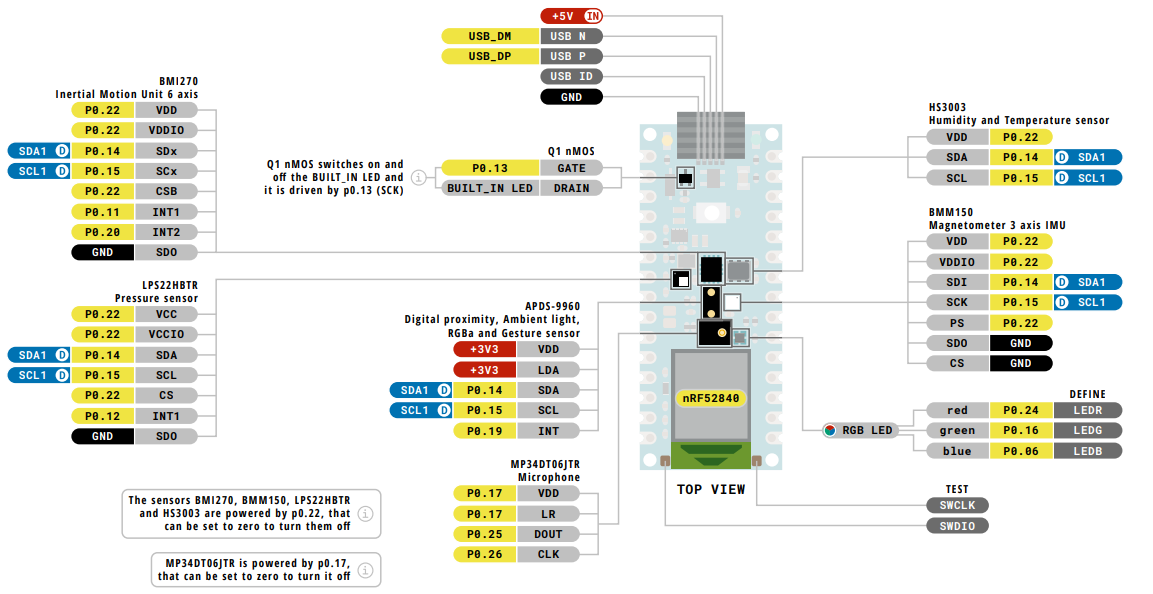 +5V IN
USB_DM USB N
USB_DP USB P
USB ID
GND
BMI270
Inertial Motion Unit 6 axis
P0.22 VDD
P0.22 VDDIO
SDA1 D P0.14 SDx
SCL1 D P0.15 SCx
P0.22 CSB
P0.11 INT1
P0.20 INT2
GND SDO
Q1 nMOS switches on and
off the BUILT_IN LED and
it is driven by p0.13 (SCK)
i
Q1 nMOS
P0.13 GATE
BUILT_IN LED DRAIN
HS3003
Humidity and Temperature sensor
VDD P0.22
SDA P0.14 D SDA1
SCL P0.15 D SCL1
BMM150
Magnetometer 3 axis IMU
VDD P0.22
VDDIO P0.22
SDI P0.14 D SDA1
SCK P0.15 D SCL1
PS P0.22
SDO GND
CS GND
LPS22HBTR
Pressure sensor
P0.22 VCC
P0.22 VCCIO
SDA1 D P0.14 SDA
SCL1 D P0.15 SCL
P0.22 CS
P0.12 INT1
GND SDO
APDS-9960
Digital proximity, Ambient light,
RGBa and Gesture sensor
+3V3 VDD
+3V3 LDA
SDA1 D P0.14 SDA
SCL1 D P0.15 SCL
P0.19 INT
nRF52840
DEFINE
RGB LED
red P0.24 LEDR
green P0.16 LEDG
blue P0.06 LEDB
MP34DT06JTR
Microphone
P0.17 VDD
P0.17 LR
P0.25 DOUT
P0.26 CLK
TOP VIEW
TEST
SWCLK
SWDIO
The sensors BMI270, BMM150, LPS22HBTR
and HS3003 are powered by p0.22, that
can be set to zero to turn them off
i
MP34DT06JTR is powered by p0.17,
that can be set to zero to turn it off
i